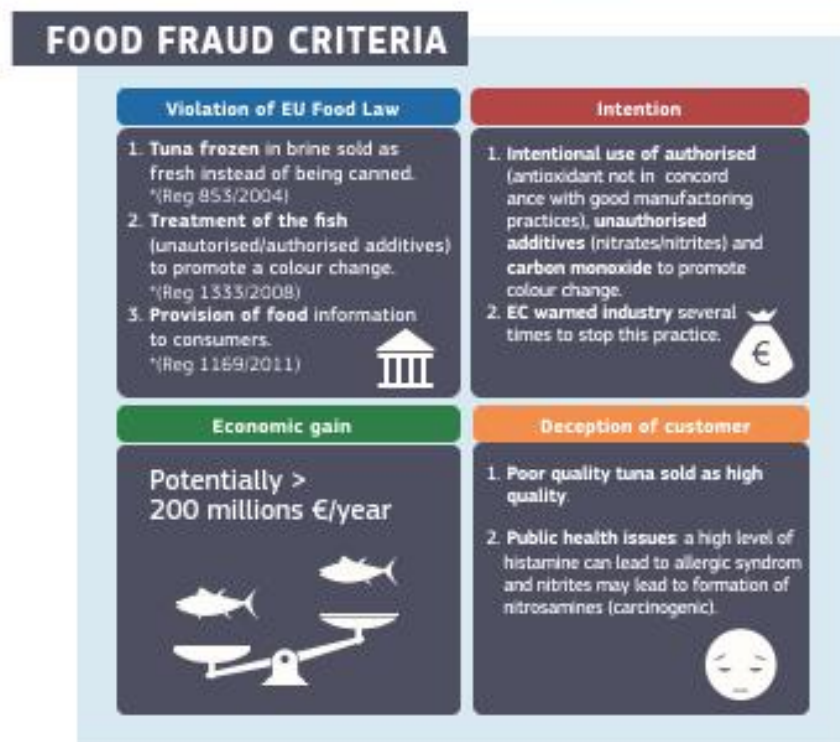 FOOD FRAUD CRITERIA
Violation of EU Food Law
1. Tuna frozen in brine sold as
fresh instead of being canned.
*(Reg 853/2004)
2. Treatment of the fish
(unautorised/authorised additives)
to promote a colour change.
*(Reg 1333/2008)
3. Provision of food information
to consumers.
*(Reg 1169/2011)
Intention
1. Intentional use of authorised
(antioxidant not in concord
ance with good manufactoring
practices), unauthorised
additives (nitrates/nitrites) and
carbon monoxide to promote
colour change.
2. EC warned industry several
times to stop this practice.
€
Economic gain
Potentially >
200 millions €/year
Deception of customer
1. Poor quality tuna sold as high
quality
2. Public health issues a high level of
histamine can lead to allergic syndrom
and nitrites may lead to formation of
nitrosamines (carcinogenic).